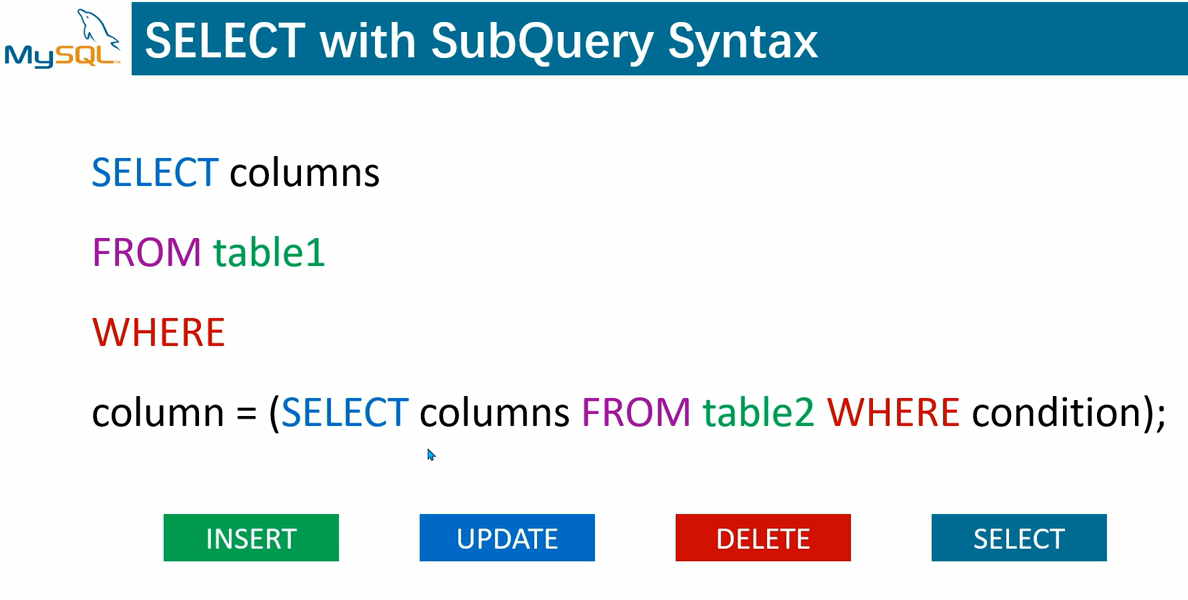 MySQL™
SELECT with SubQuery Syntax
SELECT columns
FROM table1
WHERE
column = (SELECT columns FROM table2 WHERE condition);
INSERT
UPDATE
DELETE
SELECT